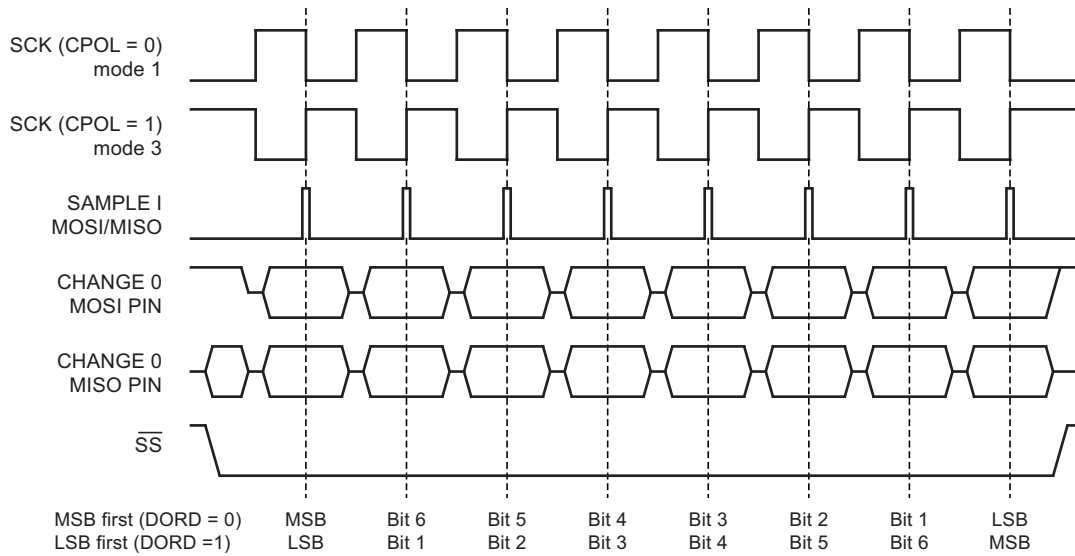 SCK (CPOL = 0)
mode 1
SCK (CPOL = 1)
mode 3
SAMPLE I
MOSI/MISO
CHANGE 0
MOSI PIN
CHANGE 0
MISO PIN
SS
MSB first (DORD = 0) MSB Bit 6 Bit 5 Bit 4 Bit 3 Bit 2 Bit 1 LSB
LSB first (DORD =1) LSB Bit 1 Bit 2 Bit 3 Bit 4 Bit 5 Bit 6 MSB